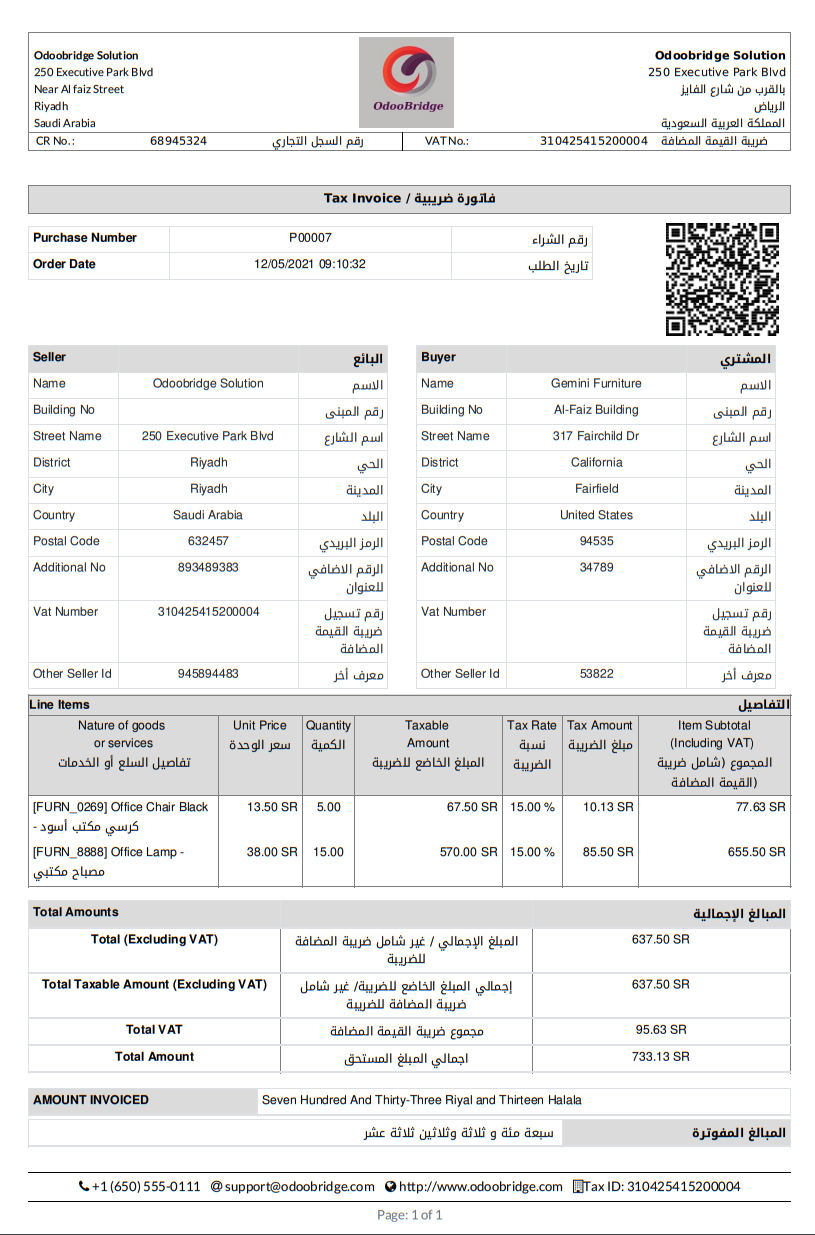 Odoobridge Solution
250 Executive Park Blvd
Near Al faiz Street
Riyadh
Saudi Arabia
OdooBridge
Odoobridge Solution
250 Executive Park Blvd
بالقرب من شارع الفايز
الرياض
المملكة العربية السعودية
CR No.: 68945324 رقم السجل التجاري VAT No.: 310425415200004 ضريبة القيمة المضافة
Tax Invoice / فاتورة ضريبية
Purchase Number P00007 رقم الشراء
Order Date 12/05/2021 09:10:32 تاريخ الطلب
Seller البائع
Name Odoobridge Solution الاسم
Building No رقم المبنى
Street Name 250 Executive Park Blvd اسم الشارع
District Riyadh الحي
City Riyadh المدينة
Country Saudi Arabia البلد
Postal Code 632457 الرمز البريدي
Additional No 893489383 الرقم الاضافي
للعنوان
Vat Number 310425415200004 رقم تسجيل
ضريبة القيمة
المضافة
Other Seller Id 945894483 معرف أخر
Buyer المشتري
Name Gemini Furniture الاسم
Building No Al-Faiz Building رقم المبنى
Street Name 317 Fairchild Dr اسم الشارع
District California الحي
City Fairfield المدينة
Country United States البلد
Postal Code 94535 الرمز البريدي
Additional No 34789 الرقم الاضافي
للعنوان
Vat Number رقم تسجيل
ضريبة القيمة
المضافة
Other Seller Id 53822 معرف أخر
Line Items التفاصيل
Nature of goods
or services
تفاصيل السلع أو الخدمات
Unit Price
سعر الوحدة
Quantity
الكمية
Taxable
Amount
المبلغ الخاضع للضريبة
Tax Rate
نسبة
الضريبة
Tax Amount
مبلغ الضريبة
Item Subtotal
(Including VAT)
المجموع (شامل ضريبة
القيمة المضافة)
[FURN_0269] Office Chair Black 13.50 SR 5.00 67.50 SR 15.00 % 10.13 SR 77.63 SR
- كرسي مكتب أسود
[FURN_8888] Office Lamp - 38.00 SR 15.00 570.00 SR 15.00 % 85.50 SR 655.50 SR
مصباح مكتبي
Total Amounts المبالغ الإجمالية
Total (Excluding VAT) المبلغ الإجمالي / غير شامل ضريبة المضافة 637.50 SR
للضريبة
Total Taxable Amount (Excluding VAT) إجمالي المبلغ الخاضع للضريبة/ غير شامل 637.50 SR
ضريبة المضافة للضريبة
Total VAT مجموع ضريبة القيمة المضافة 95.63 SR
Total Amount اجمالي المبلغ المستحق 733.13 SR
AMOUNT INVOICED Seven Hundred And Thirty-Three Riyal and Thirteen Halala
المبالغ المفوترة سبعة مئة و ثلاثة وثلاثين ثلاثة عشر
+1 (650) 555-0111 support@odoobridge.com http://www.odoobridge.com Tax ID: 310425415200004
Page: 1 of 1